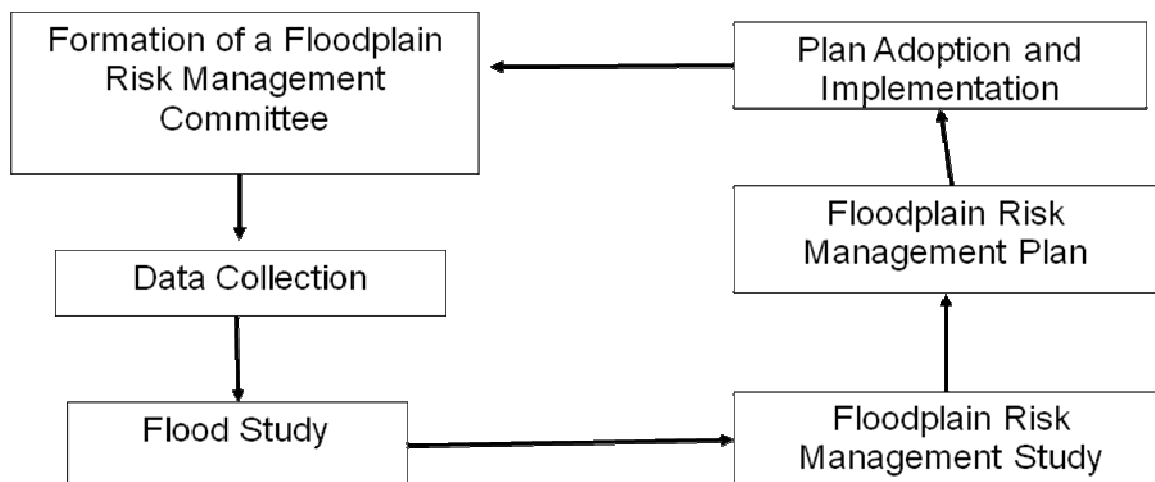 Formation of a Floodplain
Risk Management
Committee
Data Collection
Flood Study
Floodplain Risk
Management Study
Floodplain Risk
Management Plan
Plan Adoption and
Implementation